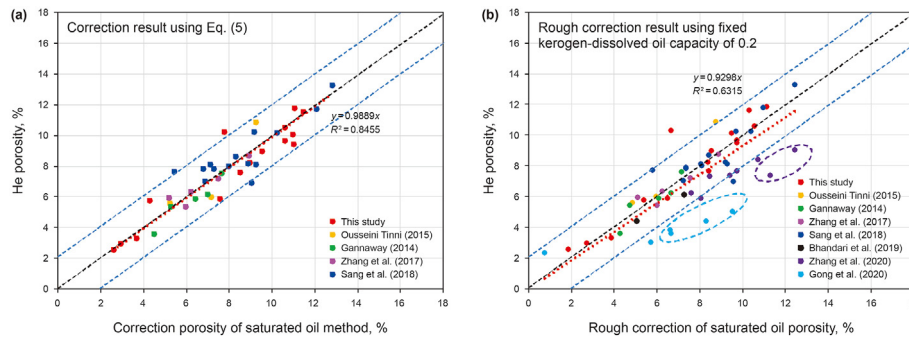 (a)
Correction result using Eq. (5)
He porosity, %
18
16
14
12
10
8
6
4
2
0
y=0.9889x
R² = 0.8455
This study
Ousseini Tinni (2015)
Gannaway (2014)
Zhang et al. (2017)
Sang et al. (2018)
0 2 4 6 8 10 12 14 16 18
Correction porosity of saturated oil method, %
(b)
Rough correction result using fixed
kerogen-dissolved oil capacity of 0.2
He porosity, %
18
16
14
12
10
8
6
4
2
0
y=0.9298x
R² = 0.6315
This study
Ousseini Tinni (2015)
Gannaway (2014)
Zhang et al. (2017)
Sang et al. (2018)
Bhandari et al. (2019)
Zhang et al. (2020)
Gong et al. (2020)
0 2 4 6 8 10 12 14 16 18
Rough correction of saturated oil porosity, %